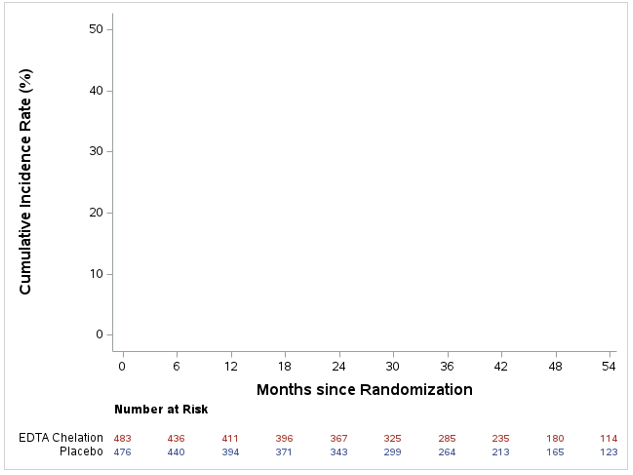 Cumulative Incidence Rate (%)
50
40
30
20
10
0
0 6 12 18 24 30 36 42 48 54
Months since Randomization
Number at Risk
EDTA Chelation 483 436 411 396 367 325 285 235 180 114
Placebo 476 440 394 371 343 299 264 213 165 123